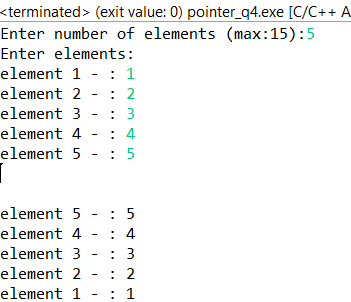 <terminated> (exit value: 0) pointer_q4.exe [C/C++ A
Enter number of elements (max:15):5
Enter elements:
element 1 - : 1
element 2 - : 2
element 3 - : 3
element 4 - : 4
element 5 - : 5
element 5 - : 5
element 4 - : 4
element 3 - : 3
element 2 - : 2
element 1 - : 1